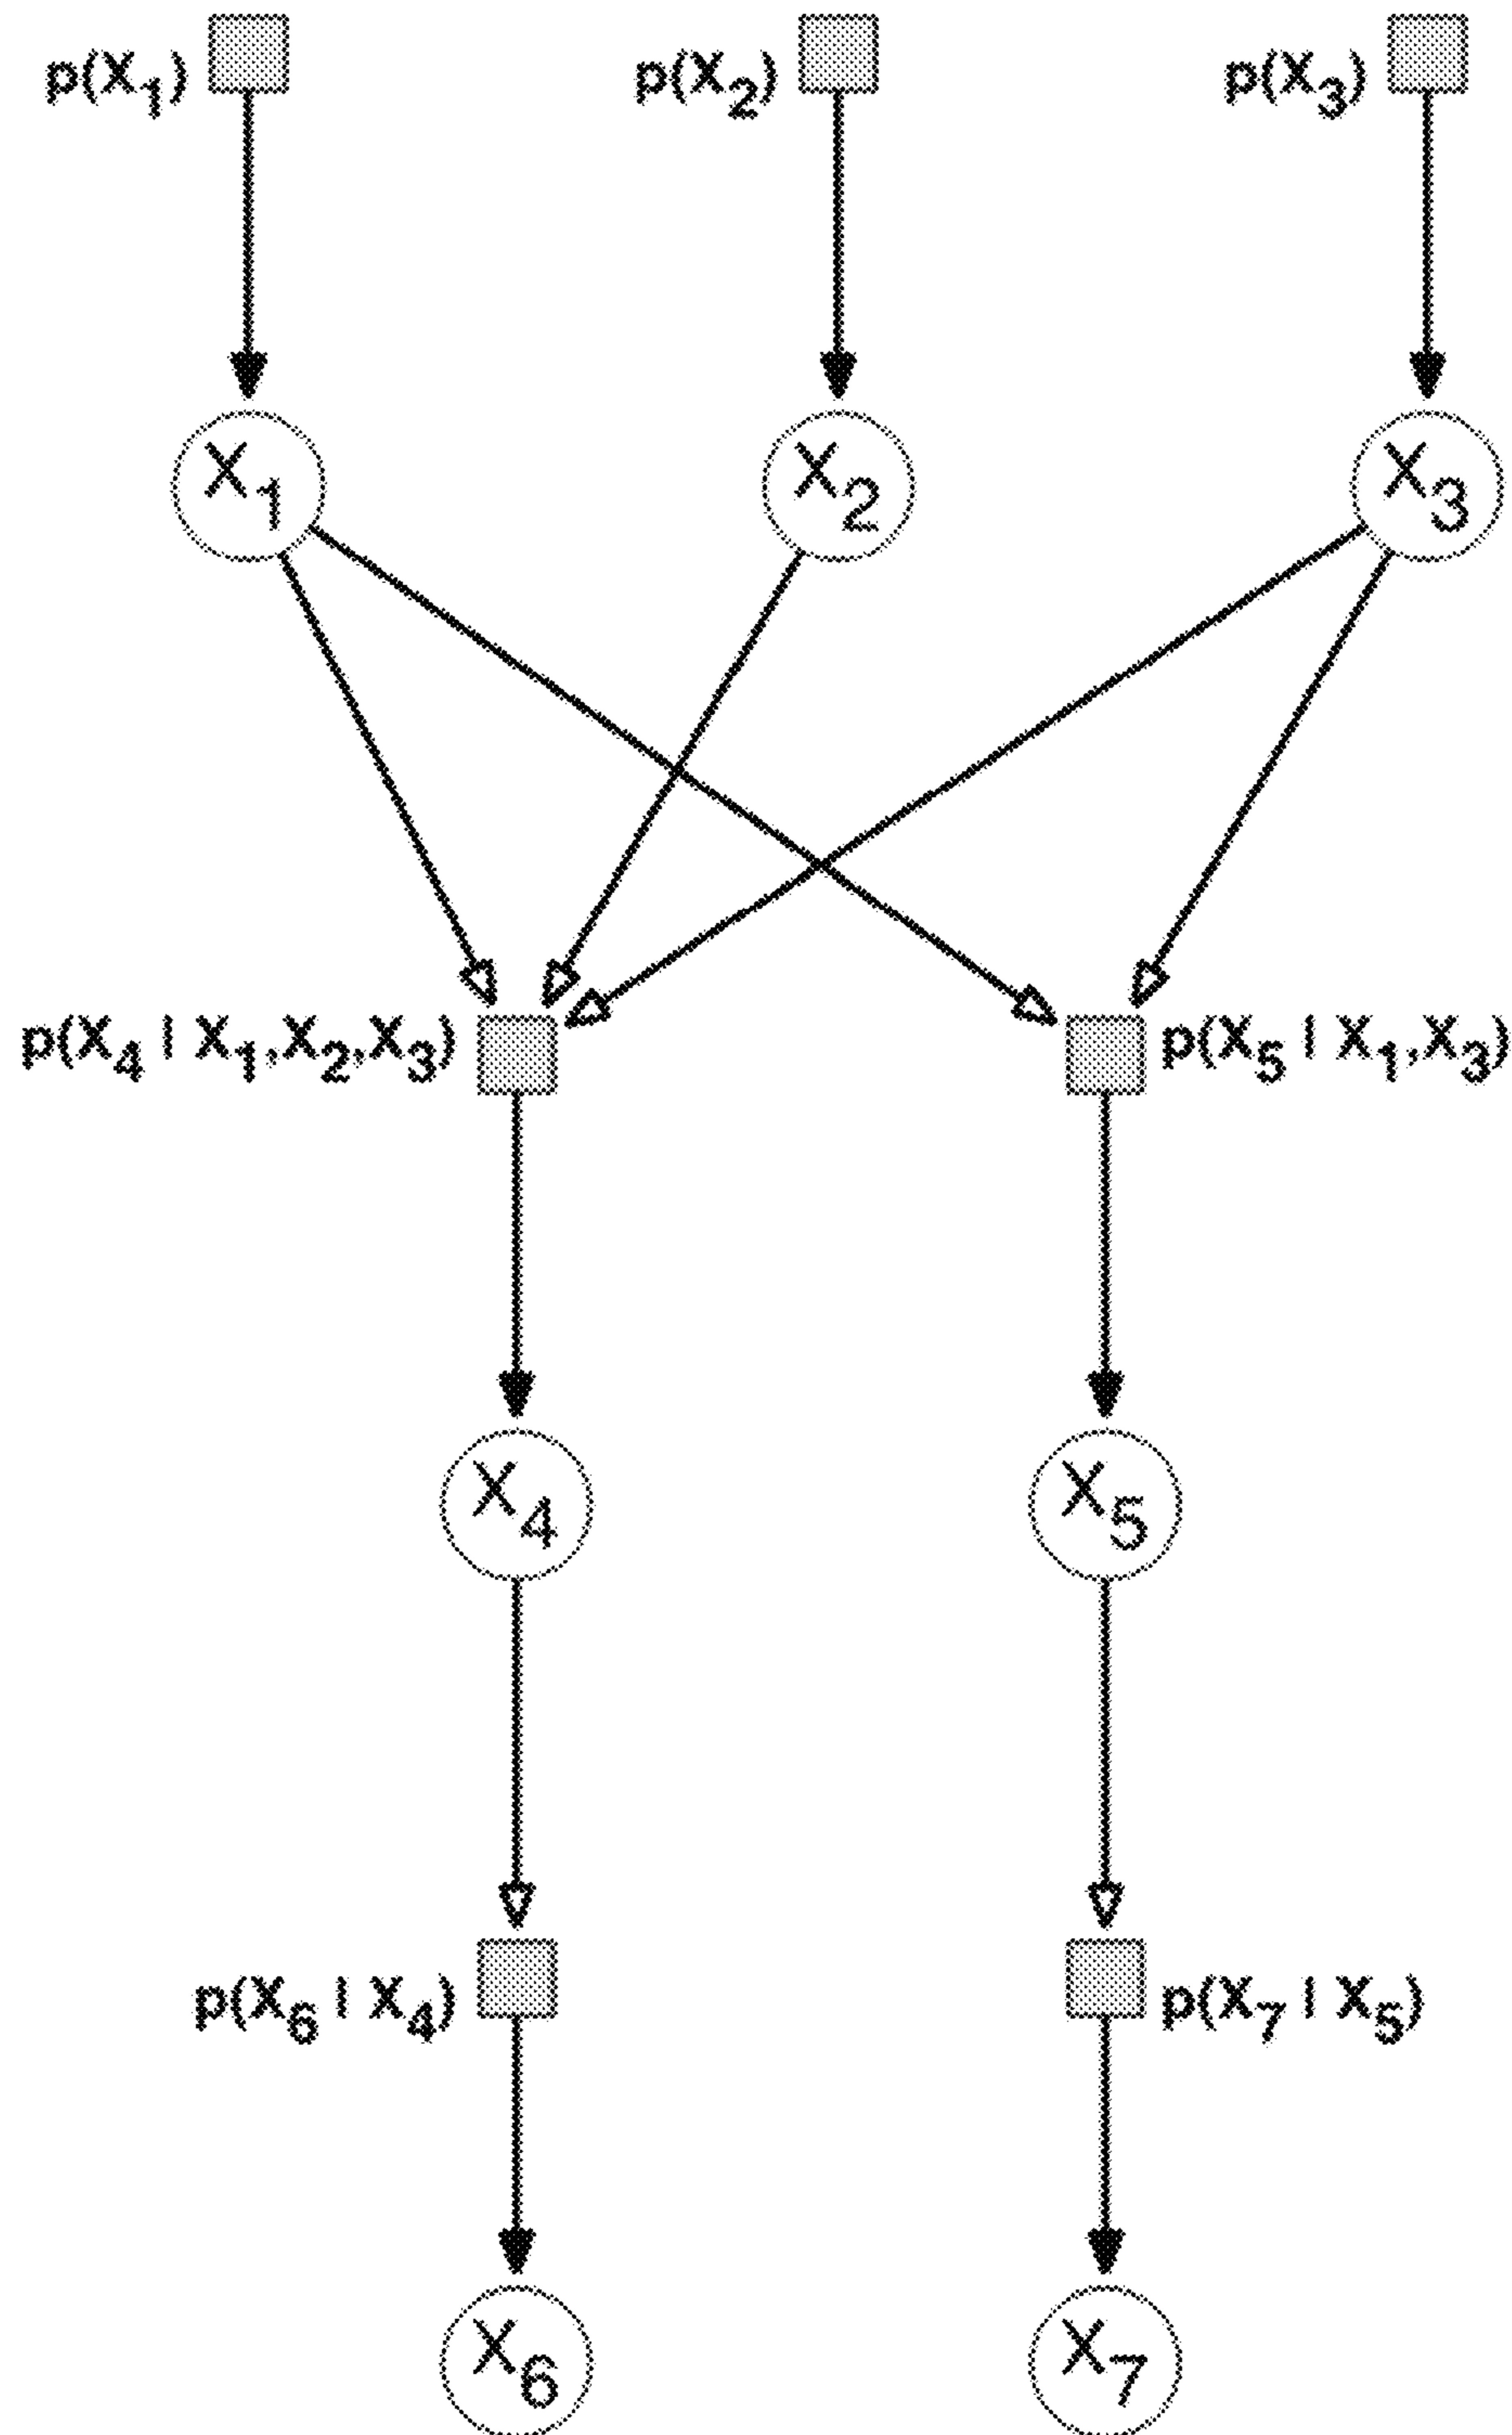 p(X₁) p(X₂) p(X₃)
X₁ X₂ X₃
p(X₄ | X₁,X₂,X₃) p(X₅ | X₁,X₃)
X₄ X₅
p(X₆ | X₄) p(X₇ | X₅)
X₆ X₇